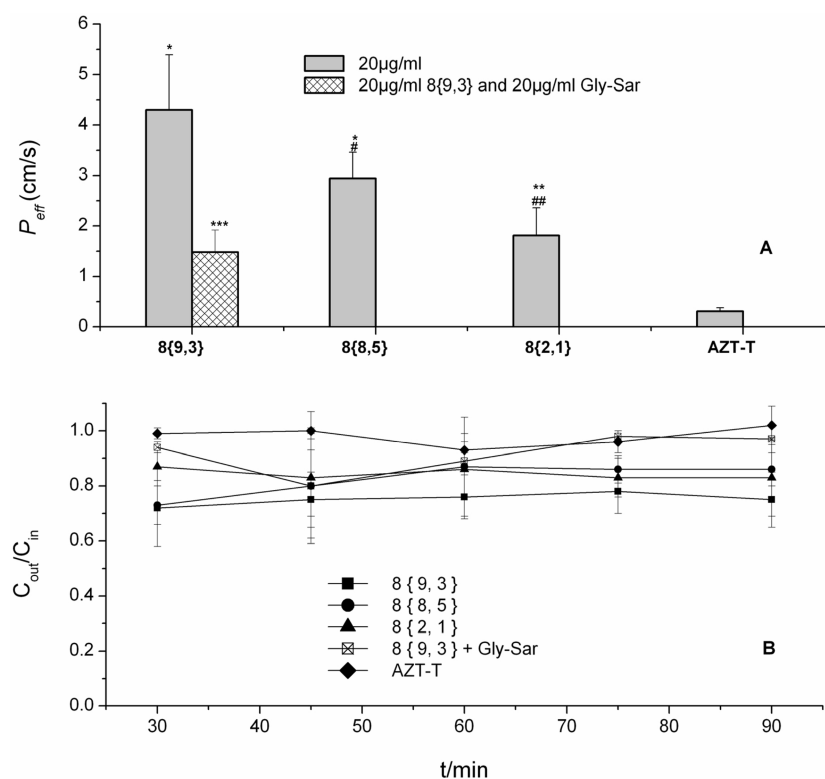 6
5
4
3
2
1
0
P_eff (cm/s)
20µg/ml
20µg/ml 8{9,3} and 20µg/ml Gly-Sar
*
***
*
#
**
##
A
8{9,3} 8{8,5} 8{2,1} AZT-T
1.0
0.8
0.6
0.4
0.2
0.0
C_out/C_in
8 { 9, 3 }
8 { 8, 5 }
8 { 2, 1 }
8 { 9, 3 } + Gly-Sar
AZT-T
B
30 40 50 60 70 80 90
t/min